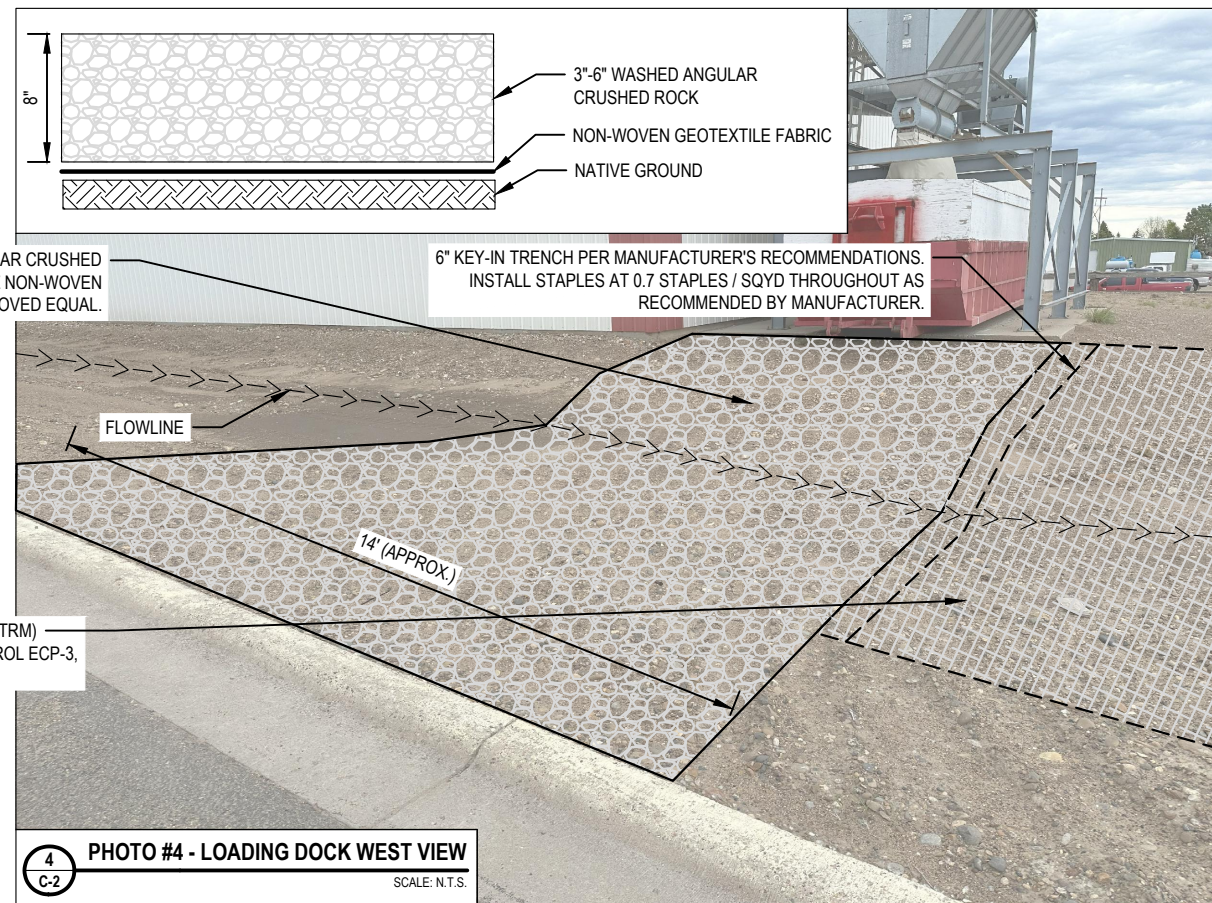 8"
3"-6" WASHED ANGULAR
CRUSHED ROCK
NON-WOVEN GEOTEXTILE FABRIC
NATIVE GROUND
AR CRUSHED
NON-WOVEN
OVED EQUAL.
6" KEY-IN TRENCH PER MANUFACTURER'S RECOMMENDATIONS.
INSTALL STAPLES AT 0.7 STAPLES / SQYD THROUGHOUT AS
RECOMMENDED BY MANUFACTURER.
FLOWLINE
14' (APPROX.)
TRM)
ROL ECP-3,
4
C-2
PHOTO #4 - LOADING DOCK WEST VIEW
SCALE: N.T.S.